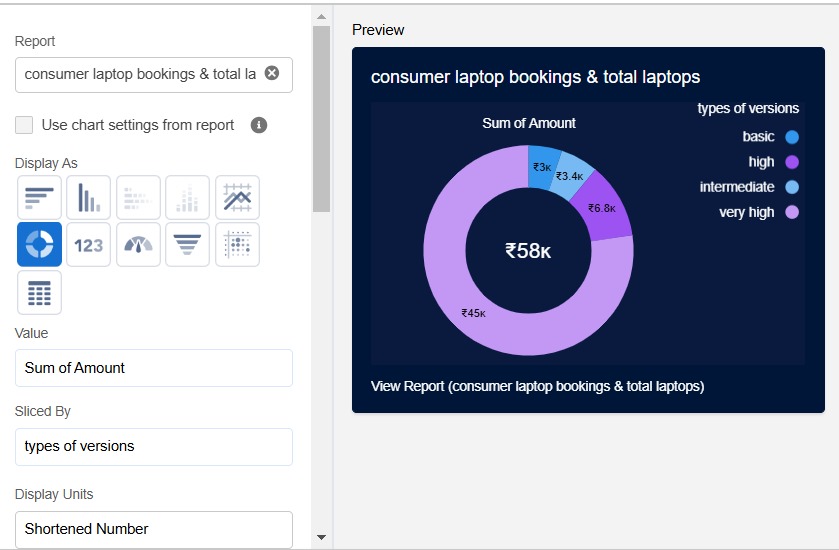 Report
consumer laptop bookings & total la
Use chart settings from report
Display As
123
Value
Sum of Amount
Sliced By
types of versions
Display Units
Shortened Number
Preview
consumer laptop bookings & total laptops
types of versions
Sum of Amount
basic
high
intermediate
very high
₹3K
₹3.4K
₹6.8K
₹58K
₹45K
View Report (consumer laptop bookings & total laptops)